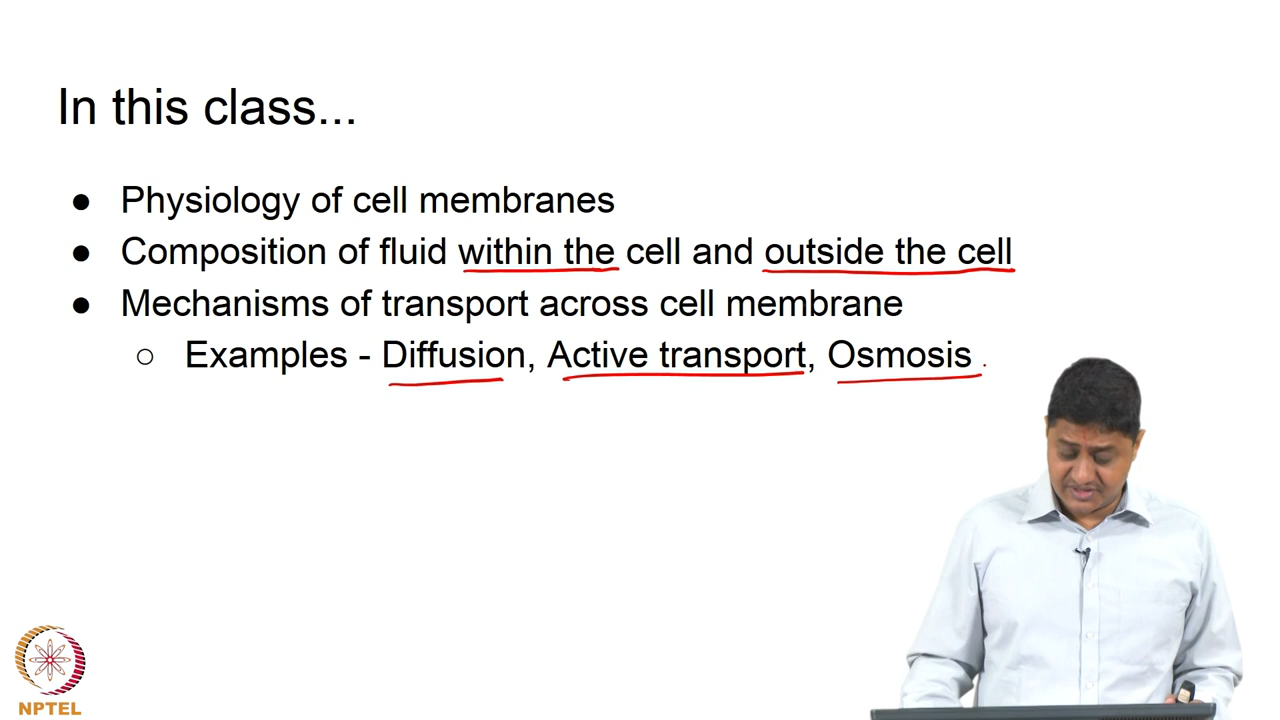 In this class...
● Physiology of cell membranes
● Composition of fluid within the cell and outside the cell
● Mechanisms of transport across cell membrane
○ Examples - Diffusion, Active transport, Osmosis
NPTEL